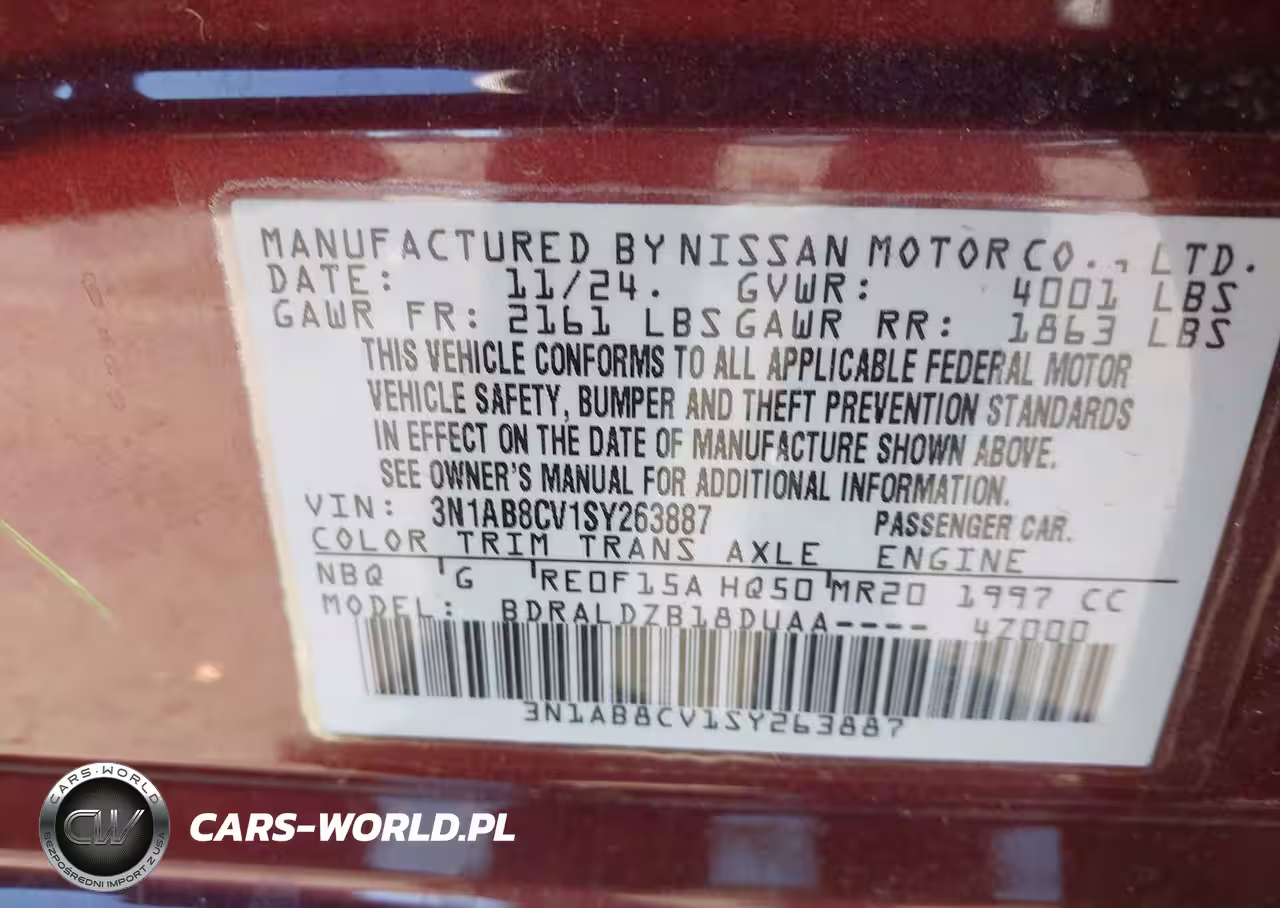 MANUFACTURED BY NISSAN MOTOR CO., LTD.
DATE: 11/24. GVWR: 4001 LBS
GAWR FR: 2161 LBS GAWR RR: 1863 LBS
THIS VEHICLE CONFORMS TO ALL APPLICABLE FEDERAL MOTOR
VEHICLE SAFETY, BUMPER AND THEFT PREVENTION STANDARDS
IN EFFECT ON THE DATE OF MANUFACTURE SHOWN ABOVE.
SEE OWNER'S MANUAL FOR ADDITIONAL INFORMATION.
VIN: 3N1AB8CV1SY263887 PASSENGER CAR.
COLOR TRIM TRANS AXLE ENGINE
NBQ G RE0F15A HQ50 MR20 1997 CC
MODEL: BDRALDZB18DUAA---- 4Z000
3N1AB8CV1SY263887
CARS-WORLD
CW
BEZPOŚREDNI IMPORT Z USA
CARS-WORLD.PL